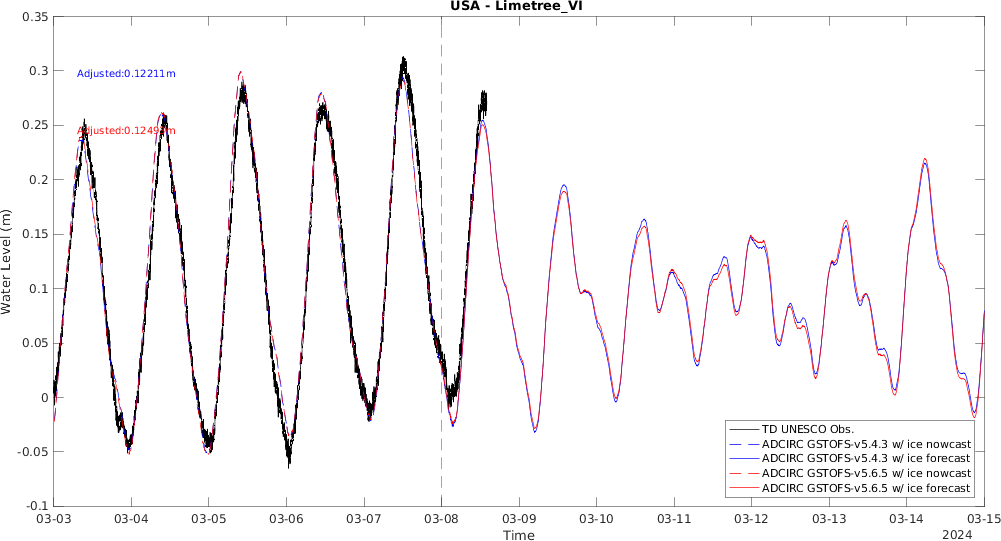 USA - Limetree_VI
0.35
0.3
0.25
0.2
0.15
0.1
0.05
0
-0.05
-0.1
Water Level (m)
Adjusted:0.12211m
03-03
03-04
03-05
03-06
03-07
03-08
03-09
03-10
03-11
03-12
03-13
03-14
03-15
Time
2024
TD UNESCO Obs.
ADCIRC GSTOFS-v5.4.3 w/ ice nowcast
ADCIRC GSTOFS-v5.4.3 w/ ice forecast
ADCIRC GSTOFS-v5.6.5 w/ ice nowcast
ADCIRC GSTOFS-v5.6.5 w/ ice forecast